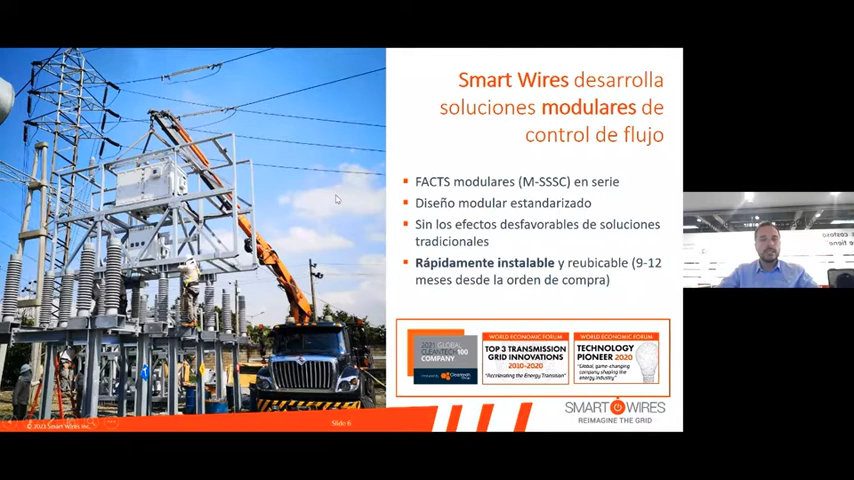 Smart Wires desarrolla
soluciones modulares de
control de flujo
FACTS modulares (M-SSSC) en serie
Diseño modular estandarizado
Sin los efectos desfavorables de soluciones
tradicionales
Rápidamente instalable y reubicable (9-12
meses desde la orden de compra)
2021 GLOBAL
CLEANTECH 100
COMPANY
WORLD ECONOMIC FORUM
TOP 3 TRANSMISSION
GRID INNOVATIONS
2010-2020
"Accelerating the Energy Transition"
WORLD ECONOMIC FORUM
TECHNOLOGY
PIONEER 2020
"Global, game-changing
company shaping the
energy industry"
SMART WIRES
REIMAGINE THE GRID
© 2021 Smart Wires Inc.
Slide 6
costoso
tiene